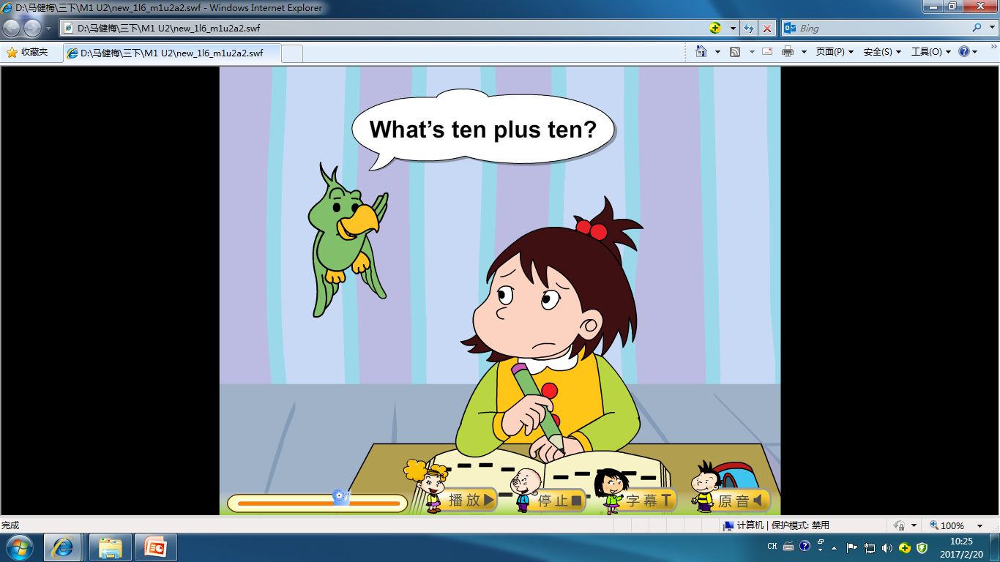 D:\马健梅\三下\M1 U2\new_1l6_m1u2a2.swf - Windows Internet Explorer
D:\马健梅\三下\M1 U2\new_1l6_m1u2a2.swf
Bing
收藏夹
D:\马健梅\三下\M1 U2\new_1l6_m1u2a2.swf
页面(P)
安全(S)
工具(O)
What's ten plus ten?
播放
停止
字幕T
原音
完成
计算机 | 保护模式: 禁用
100%
CH
10:25
2017/2/20